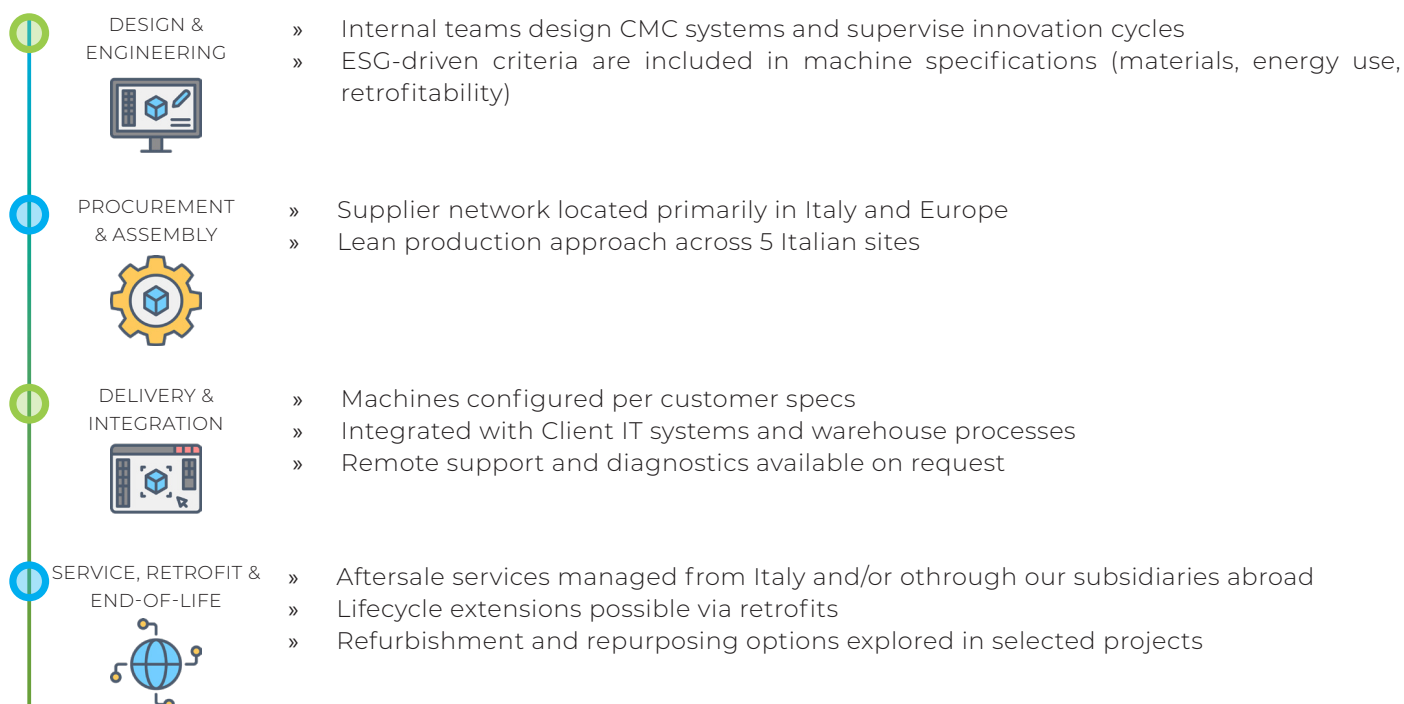 DESIGN &
ENGINEERING
» Internal teams design CMC systems and supervise innovation cycles
» ESG-driven criteria are included in machine specifications (materials, energy use,
retrofitability)
PROCUREMENT
& ASSEMBLY
» Supplier network located primarily in Italy and Europe
» Lean production approach across 5 Italian sites
DELIVERY &
INTEGRATION
» Machines configured per customer specs
» Integrated with Client IT systems and warehouse processes
» Remote support and diagnostics available on request
SERVICE, RETROFIT &
END-OF-LIFE
» Aftersale services managed from Italy and/or othrough our subsidiaries abroad
» Lifecycle extensions possible via retrofits
» Refurbishment and repurposing options explored in selected projects